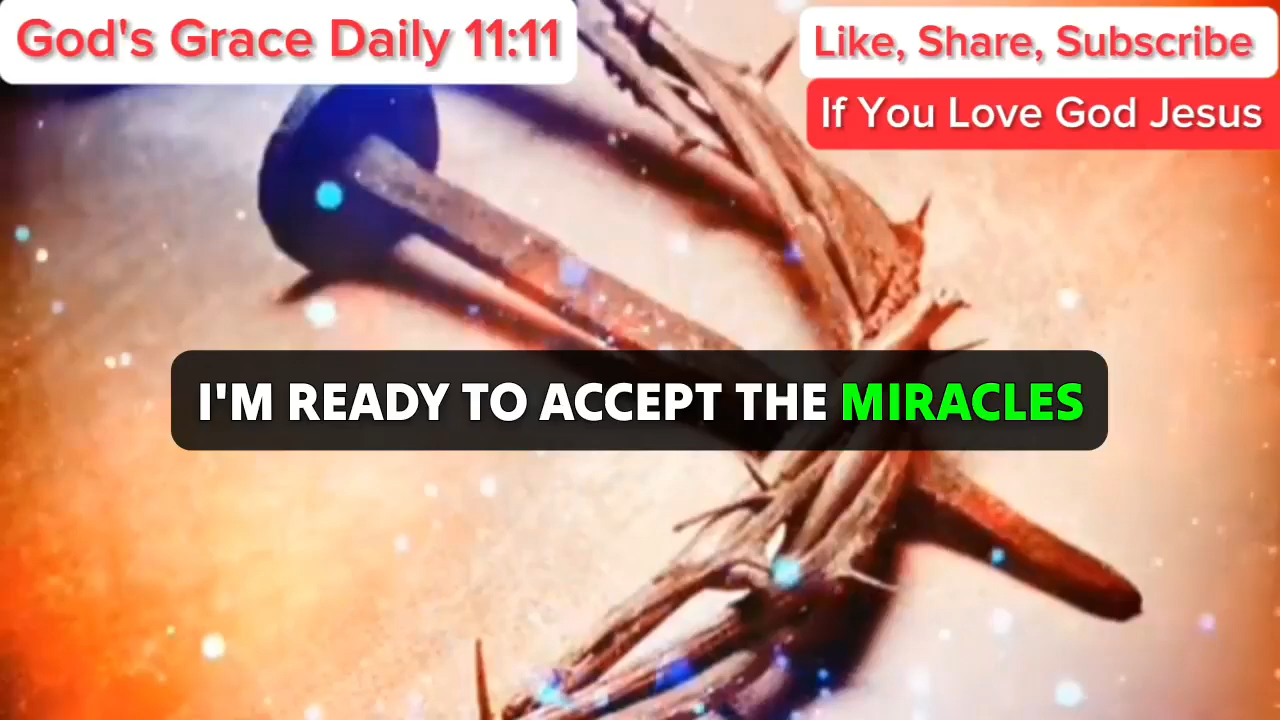 God's Grace Daily 11:11
Like, Share, Subscribe
If You Love God Jesus
I'M READY TO ACCEPT THE MIRACLES